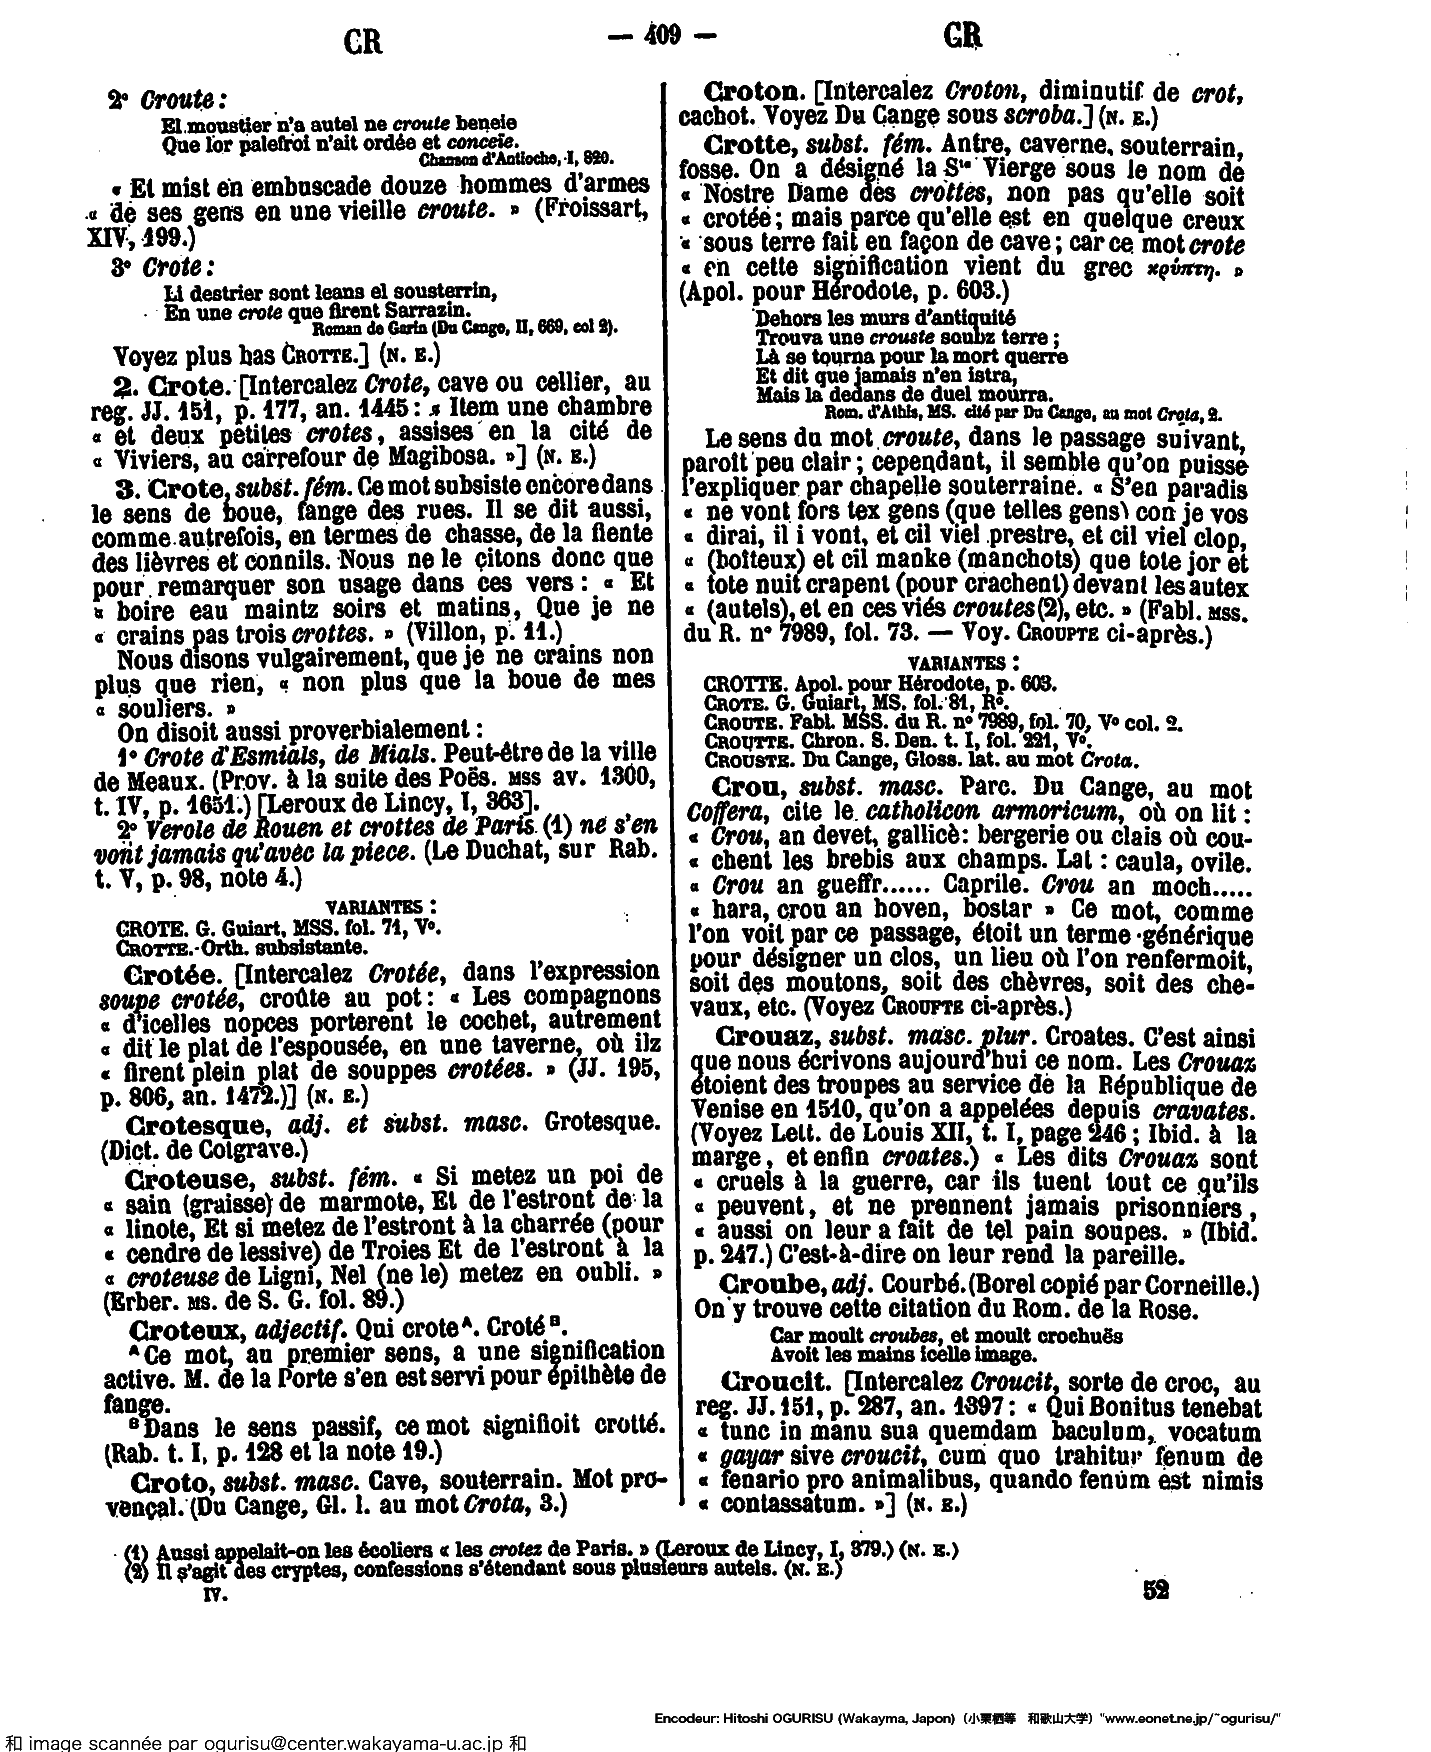 CR
— 409 —
CR
2° Croute :
El moustier n'a autel ne croute beneie
Que lor palefroi n'ait ordée et conceie.
Chanson d'Antioche, I, 820.
« Et mist en embuscade douze hommes d'armes
« de ses gens en une vieille croute. » (Froissart,
XIV, 199.)
3° Crote :
Li destrier sont leans el sousterrin,
En une crote que firent Sarrazin.
Roman de Garin (Du Cange, II, 669, col 2).
Voyez plus bas CROTTE.] (N. E.)
2. Crote. [Intercalez Crote, cave ou cellier, au
reg. JJ. 151, p. 177, an. 1445 : « Item une chambre
« et deux petites crotes, assises en la cité de
« Viviers, au carrefour de Magibosa. »] (N. E.)
3. Crote, subst. fém. Ce mot subsiste encore dans
le sens de boue, fange des rues. Il se dit aussi,
comme autrefois, en termes de chasse, de la fiente
des lièvres et connils. Nous ne le citons donc que
pour remarquer son usage dans ces vers : « Et
« boire eau maintz soirs et matins, Que je ne
« crains pas trois crottes. » (Villon, p. 11.)
Nous disons vulgairement, que je ne crains non
plus que rien, « non plus que la boue de mes
« souliers. »
On disoit aussi proverbialement :
1° Crote d'Esmials, de Mials. Peut-être de la ville
de Meaux. (Prov. à la suite des Poës. MSS av. 1300,
t. IV, p. 1651.) [Leroux de Lincy, I, 363].
2° Verole de Rouen et crottes de Paris (1) ne s'en
vont jamais qu'avec la piece. (Le Duchat, sur Rab.
t. V, p. 98, note 4.)
VARIANTES :
CROTE. G. Guiart, MSS. fol. 71, V°.
CROTTE. Orth. subsistante.
Crotée. [Intercalez Crotée, dans l'expression
soupe crotée, croûte au pot : « Les compagnons
« d'icelles nopces porterent le cochet, autrement
« dit le plat de l'espousée, en une taverne, où ilz
« firent plein plat de souppes crotées. » (JJ. 195,
p. 806, an. 1472.)] (N. E.)
Crotesque, adj. et subst. masc. Grotesque.
(Dict. de Cotgrave.)
Croteuse, subst. fém. « Si metez un poi de
« sain (graisse) de marmote, Et de l'estront de la
« linote, Et si metez de l'estront à la charrée (pour
« cendre de lessive) de Troies Et de l'estront à la
« croteuse de Ligni, Nel (ne le) metez en oubli. »
(Erber. MS. de S. G. fol. 89.)
Croteux, adjectif. Qui crote A. Croté B.
A Ce mot, au premier sens, a une signification
active. M. de la Porte s'en est servi pour épithète de
fange.
B Dans le sens passif, ce mot signifioit crotté.
(Rab. t. I, p. 128 et la note 19.)
Croto, subst. masc. Cave, souterrain. Mot pro-
vençal. (Du Cange, Gl. l. au mot Crota, 3.)
Croton. [Intercalez Croton, diminutif de crot,
cachot. Voyez Du Cange sous scroba.] (N. E.)
Crotte, subst. fém. Antre, caverne, souterrain,
fosse. On a désigné la Ste Vierge sous le nom de
« Nostre Dame des crottes, non pas qu'elle soit
« crotée ; mais parce qu'elle est en quelque creux
« sous terre fait en façon de cave ; car ce mot crote
« en cette signification vient du grec κρύπτη. »
(Apol. pour Hérodote, p. 603.)
Dehors les murs d'antiquité
Trouva une crouste soubz terre ;
Là se tourna pour la mort querre
Et dit que jamais n'en istra,
Mais la dedans de duel mourra.
Rom. d'Athis, MS. cité par Du Cange, au mot Crota, 2.
Le sens du mot croute, dans le passage suivant,
paroît peu clair ; cependant, il semble qu'on puisse
l'expliquer par chapelle souterraine. « S'en paradis
« ne vont fors tex gens (que telles gens) con je vos
« dirai, il i vont, et cil viel prestre, et cil viel clop,
« (boiteux) et cil manke (manchots) que tote jor et
« tote nuit crapent (pour crachent) devant les autex
« (autels), et en ces viés croutes (2), etc. » (Fabl. MSS.
du R. n° 7989, fol. 73. — Voy. CROUPTE ci-après.)
VARIANTES :
CROTTE. Apol. pour Hérodote, p. 603.
CROTE. G. Guiart, MS. fol. 81, R°.
CROUTE. Fabl. MSS. du R. n° 7989, fol. 70, V° col. 2.
CROUTTE. Chron. S. Den. t. I, fol. 221, V°.
CROUSTE. Du Cange, Gloss. lat. au mot Crota.
Crou, subst. masc. Parc. Du Cange, au mot
Coffera, cite le catholicon armoricum, où on lit :
« Crou, an devet, gallicè : bergerie ou clais où cou-
« chent les brebis aux champs. Lat : caula, ovile.
« Crou an gueffr...... Caprile. Crou an moch.....
« hara, crou an boven, bostar » Ce mot, comme
l'on voit par ce passage, étoit un terme générique
pour désigner un clos, un lieu où l'on renfermoit,
soit des moutons, soit des chèvres, soit des che-
vaux, etc. (Voyez CROUPTE ci-après.)
Crouaz, subst. masc. plur. Croates. C'est ainsi
que nous écrivons aujourd'hui ce nom. Les Crouaz
étoient des troupes au service de la République de
Venise en 1510, qu'on a appelées depuis cravates.
(Voyez Lett. de Louis XII, t. I, page 246 ; Ibid. à la
marge, et enfin croates.) « Les dits Crouaz sont
« cruels à la guerre, car ils tuent tout ce qu'ils
« peuvent, et ne prennent jamais prisonniers,
« aussi on leur a fait de tel pain soupes. » (Ibid.
p. 247.) C'est-à-dire on leur rend la pareille.
Croube, adj. Courbé. (Borel copié par Corneille.)
On y trouve cette citation du Rom. de la Rose.
Car moult croubes, et moult crochuës
Avoit les mains icelle image.
Croucit. [Intercalez Croucit, sorte de croc, au
reg. JJ. 151, p. 287, an. 1397 : « Qui Bonitus tenebat
« tunc in manu sua quemdam baculum, vocatum
« gayar sive croucit, cum quo trahitur fenum de
« fenario pro animalibus, quando fenum est nimis
« contassatum. »] (N. E.)
(1) Aussi appelait-on les écoliers « les crotez de Paris. » (Leroux de Lincy, I, 379.) (N. E.)
(2) Il s'agit des cryptes, confessions s'étendant sous plusieurs autels. (N. E.)
IV.
52
Encodeur: Hitoshi OGURISU (Wakayma, Japon) (小栗栖等 和歌山大学) "www.eonet.ne.jp/~ogurisu/"
和 image scannée par ogurisu@center.wakayama-u.ac.jp 和